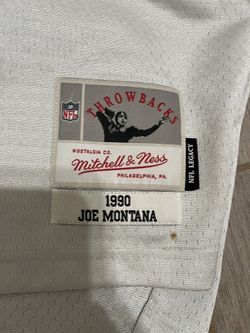 THROWBACKS
NFL
NOSTALGIA CO.
Mitchell & Ness
PHILADELPHIA, PA.
NFL LEGACY
1990
JOE MONTANA